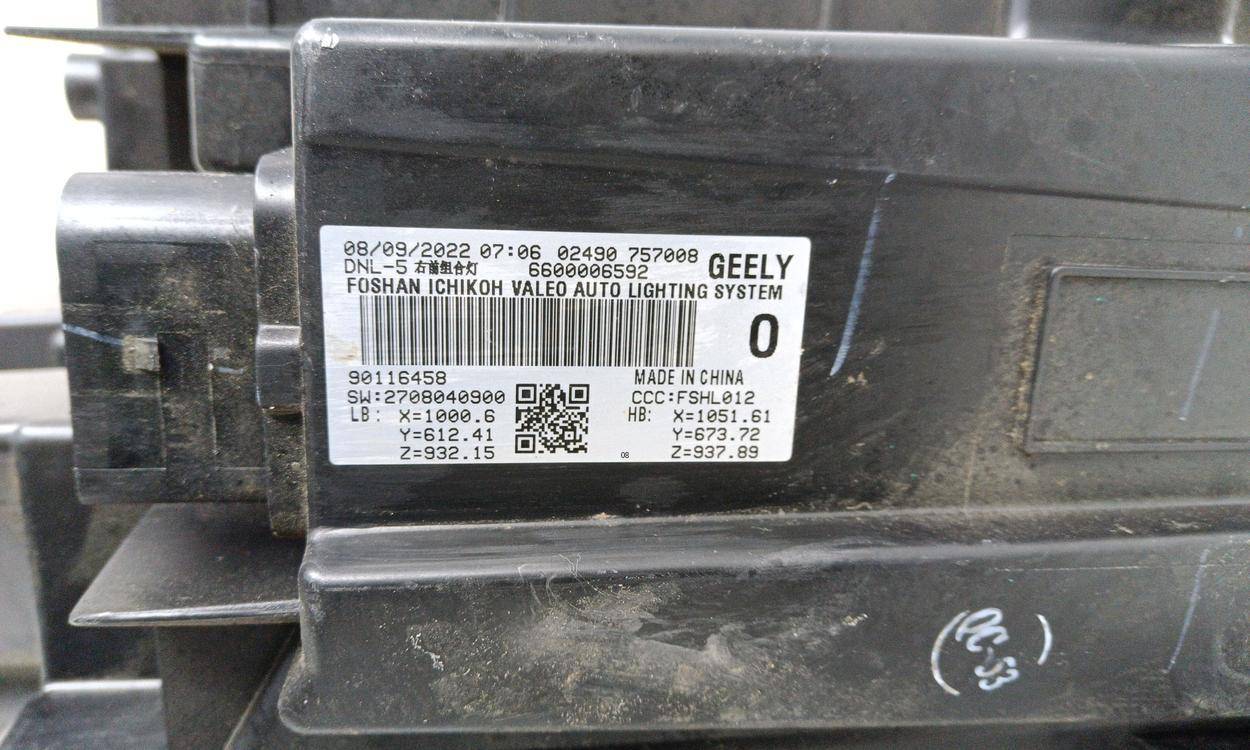 08/09/2022 07:06 02490 757008
DNL-5 右前组合灯 6600006592 GEELY
FOSHAN ICHIKOH VALEO AUTO LIGHTING SYSTEM
0
90116458 MADE IN CHINA
SW:2708040900 CCC:FSHL012
LB: X=1000.6 HB: X=1051.61
Y=612.41 Y=673.72
Z=932.15 08 Z=937.89